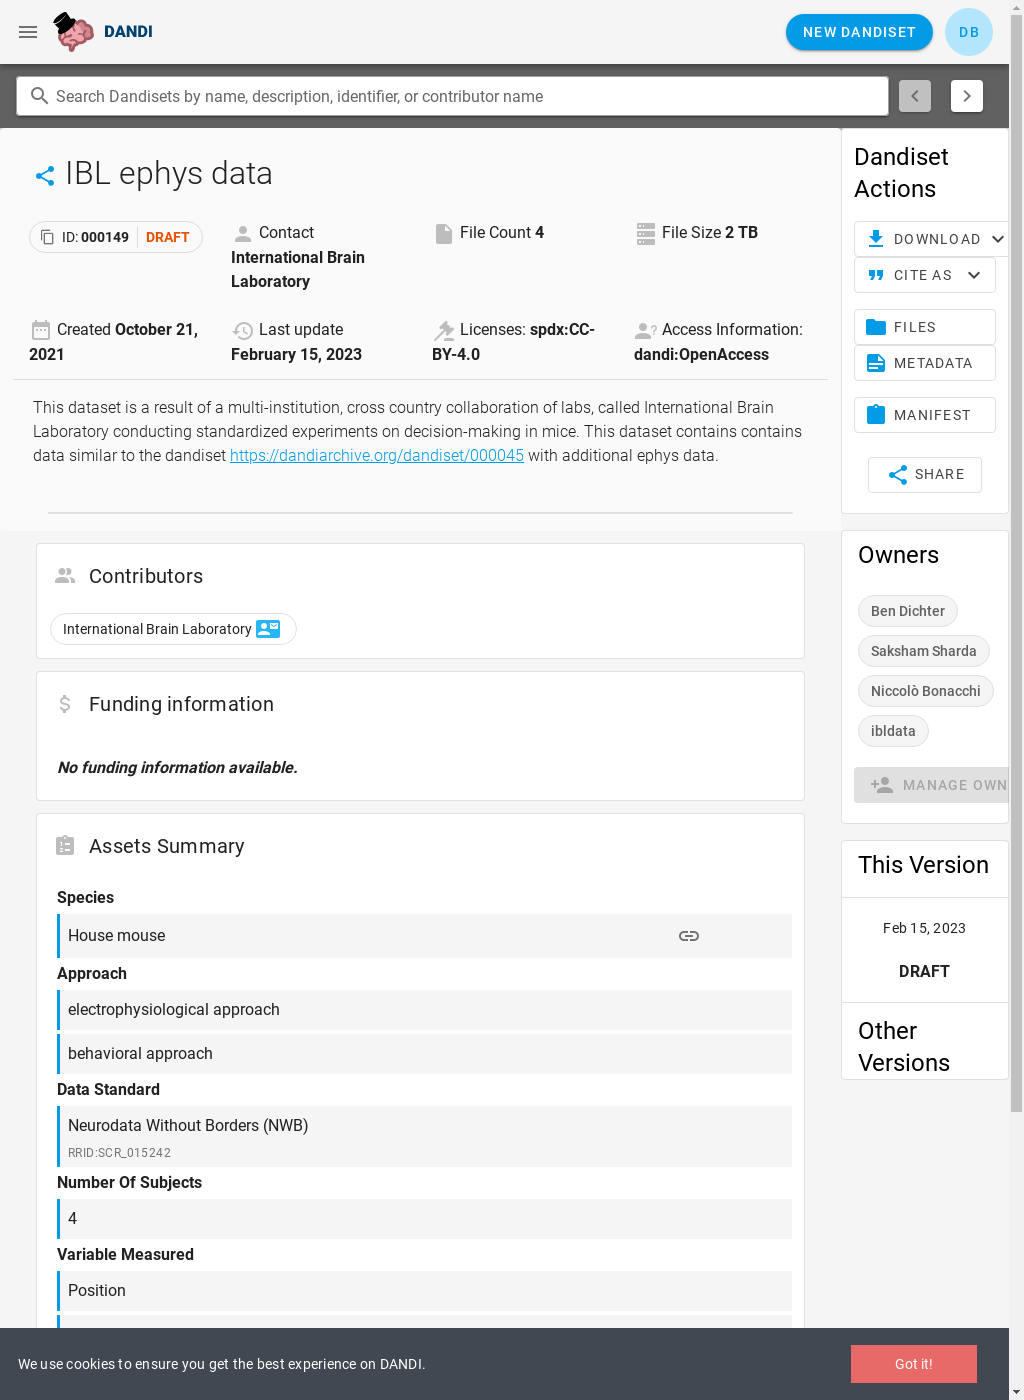 DANDI
NEW DANDISET
DB
Search Dandisets by name, description, identifier, or contributor name
IBL ephys data
ID: 000149 DRAFT
Contact
International Brain
Laboratory
File Count 4
File Size 2 TB
Created October 21,
2021
Last update
February 15, 2023
Licenses: spdx:CC-
BY-4.0
Access Information:
dandi:OpenAccess
This dataset is a result of a multi-institution, cross country collaboration of labs, called International Brain
Laboratory conducting standardized experiments on decision-making in mice. This dataset contains contains
data similar to the dandiset https://dandiarchive.org/dandiset/000045 with additional ephys data.
Contributors
International Brain Laboratory
Funding information
No funding information available.
Assets Summary
Species
House mouse
Approach
electrophysiological approach
behavioral approach
Data Standard
Neurodata Without Borders (NWB)
RRID:SCR_015242
Number Of Subjects
4
Variable Measured
Position
Dandiset
Actions
DOWNLOAD
CITE AS
FILES
METADATA
MANIFEST
SHARE
Owners
Ben Dichter
Saksham Sharda
Niccolò Bonacchi
ibldata
MANAGE OWN
This Version
Feb 15, 2023
DRAFT
Other
Versions
We use cookies to ensure you get the best experience on DANDI.
Got it!